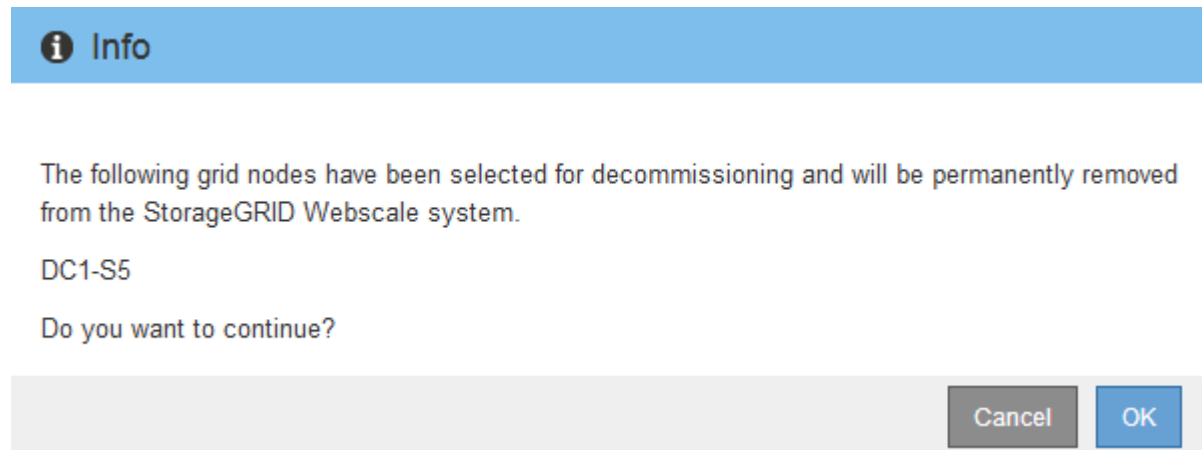 Info
The following grid nodes have been selected for decommissioning and will be permanently removed
from the StorageGRID Webscale system.
DC1-S5
Do you want to continue?
Cancel OK